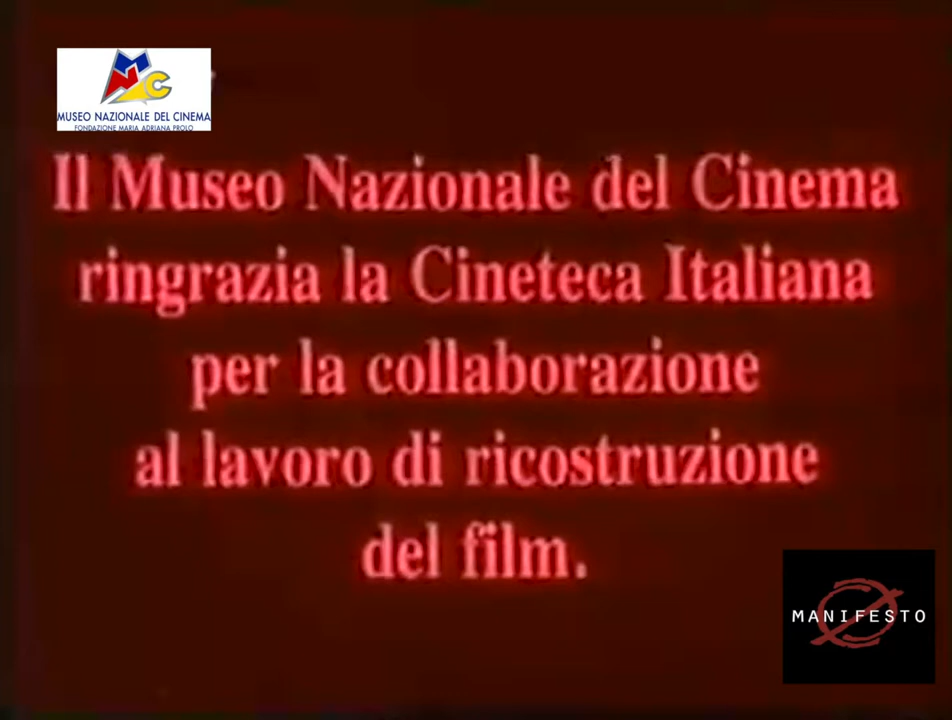 MUSEO NAZIONALE DEL CINEMA
FONDAZIONE MARIA ADRIANA PROLO
Il Museo Nazionale del Cinema
ringrazia la Cineteca Italiana
per la collaborazione
al lavoro di ricostruzione
del film.
MANIFESTO